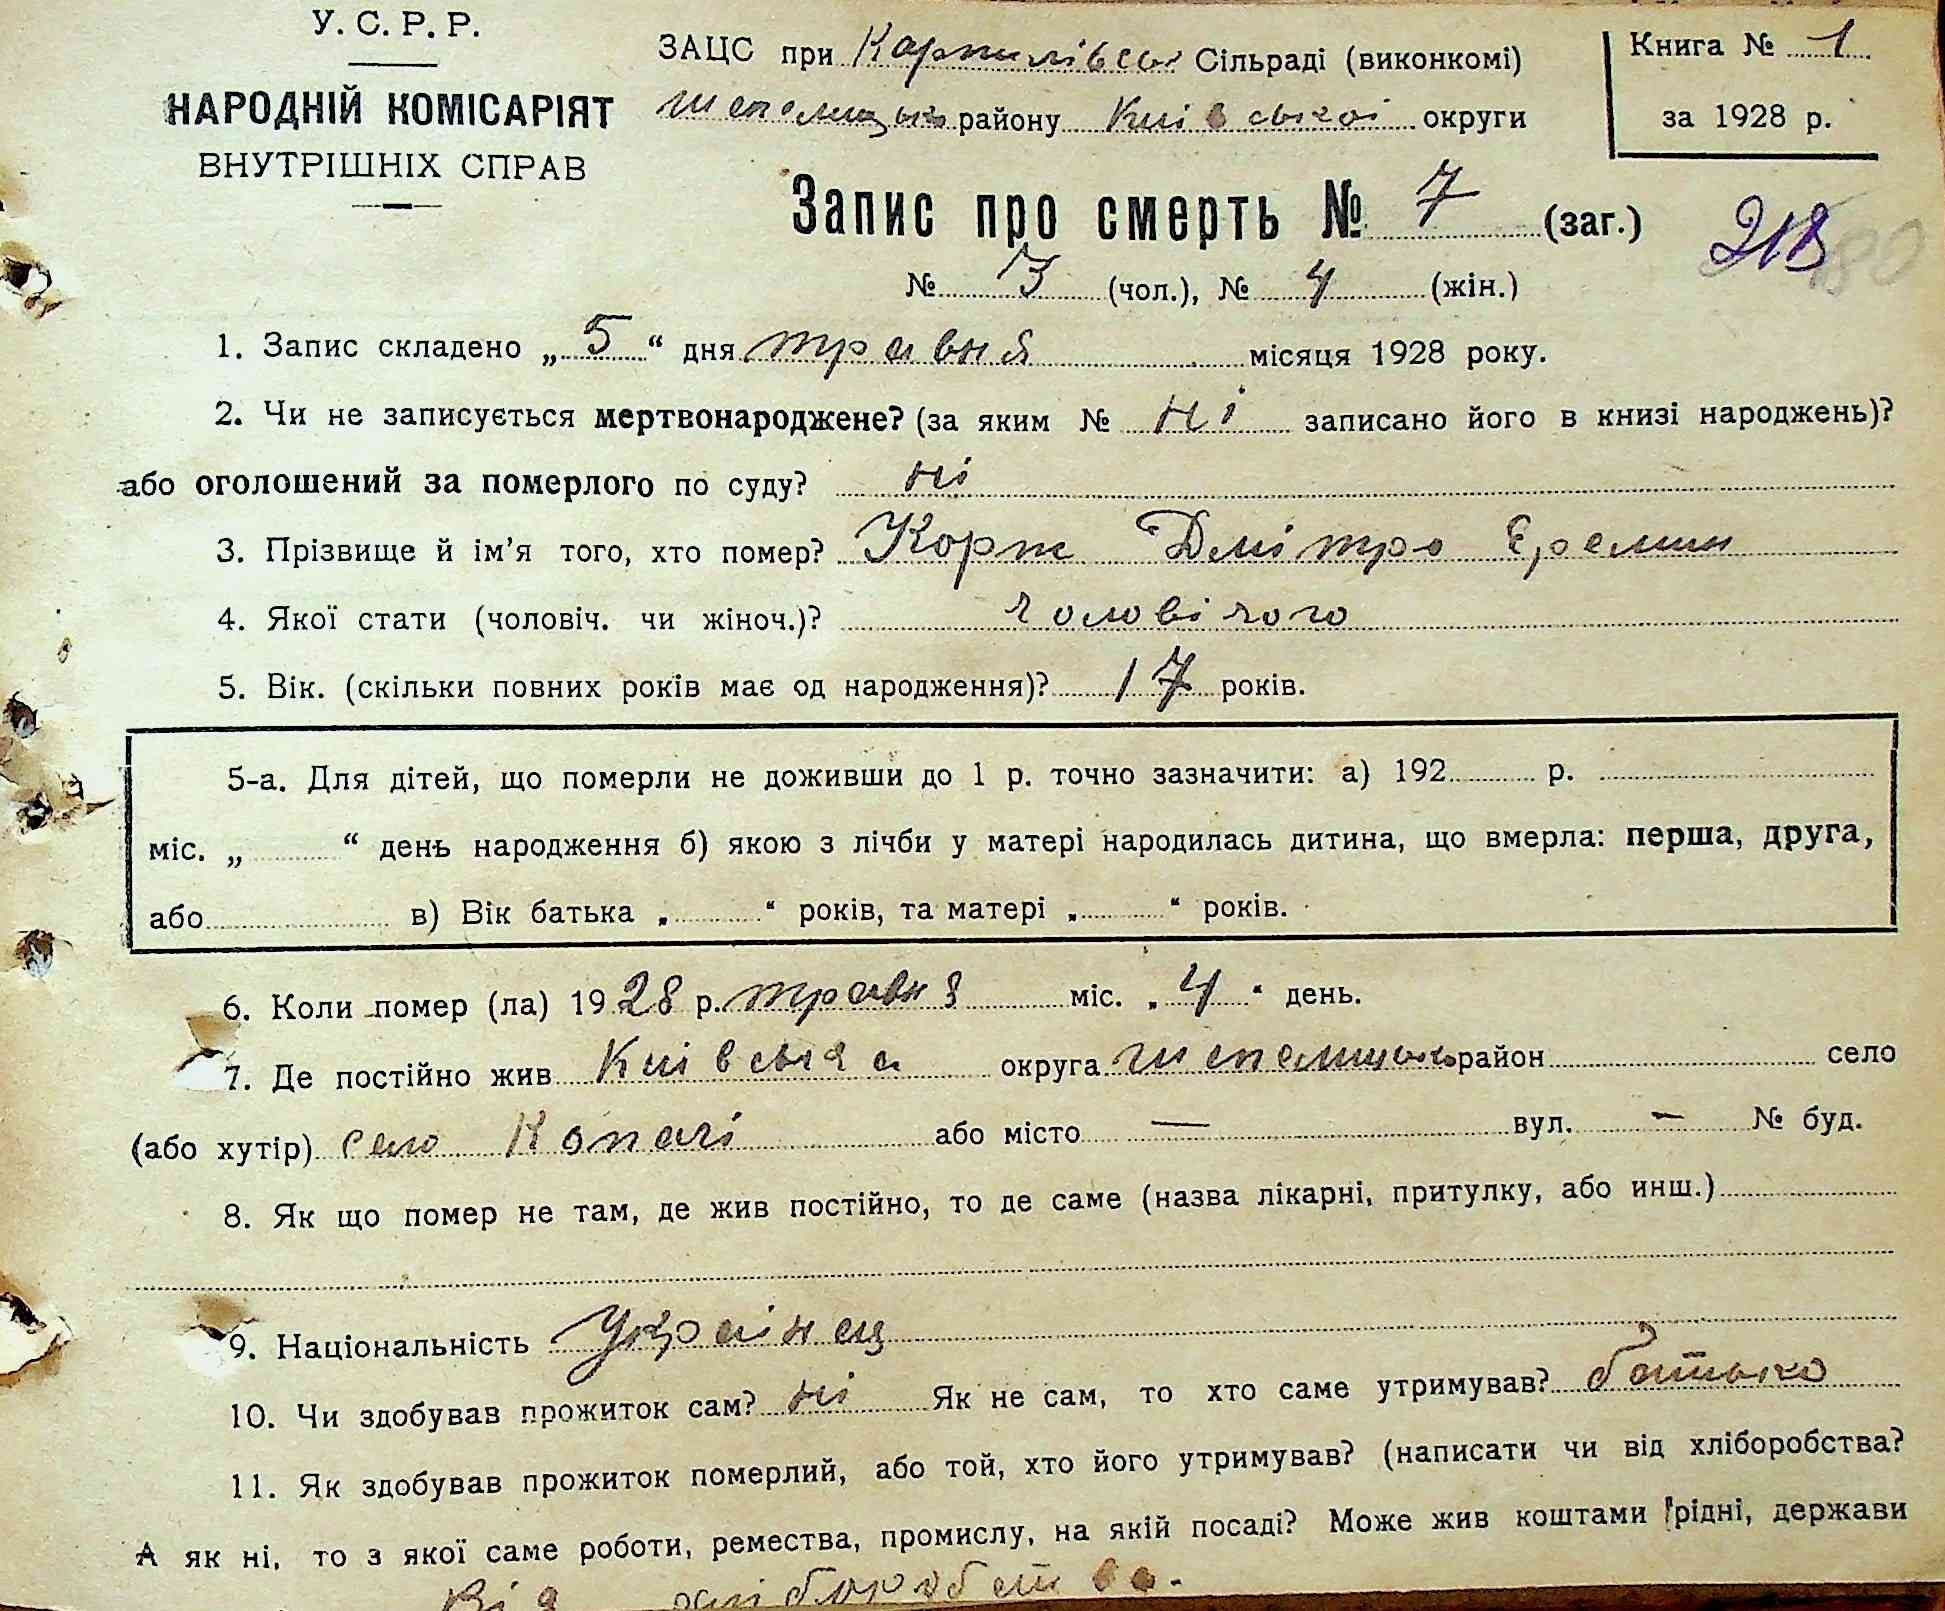 У. С. Р. Р.
НАРОДНІЙ КОМІСАРІЯТ
ВНУТРІШНІХ СПРАВ
ЗАЦС при Карпилівськ Сільраді (виконкомі)
Шепелицьк району Київської округи
Книга № 1
за 1928 р.
Запис про смерть № 7 (заг.)
218 80
№ 3 (чол.), № 4 (жін.)
1. Запис складено „ 5 “ дня травня місяця 1928 року.
2. Чи не записується мертвонароджене? (за яким № ні записано його в книзі народжень)?
або оголошений за померлого по суду? ні
3. Прізвище й ім'я того, хто помер? Корж Дмітро Єремин
4. Якої стати (чоловіч. чи жіноч.)? чоловічого
5. Вік. (скільки повних років має од народження)? 17 років.
5-а. Для дітей, що померли не доживши до 1 р. точно зазначити: а) 192 р.
міс. „ “ день народження б) якою з лічби у матері народилась дитина, що вмерла: перша, друга,
або в) Вік батька „ “ років, та матері „ “ років.
6. Коли помер (ла) 1928 р. травня міс. „ 4 “ день.
7. Де постійно жив Київська округа Шепелицьк район село
(або хутір) село Копачі або місто — вул. — № буд.
8. Як що помер не там, де жив постійно, то де саме (назва лікарні, притулку, або инш.)
9. Національність Українец
10. Чи здобував прожиток сам? ні Як не сам, то хто саме утримував? батько
11. Як здобував прожиток померлий, або той, хто його утримував? (написати чи від хліборобства?
А як ні, то з якої саме роботи, ремества, промислу, на якій посаді? Може жив коштами рідні, держави
Від хліборобства.